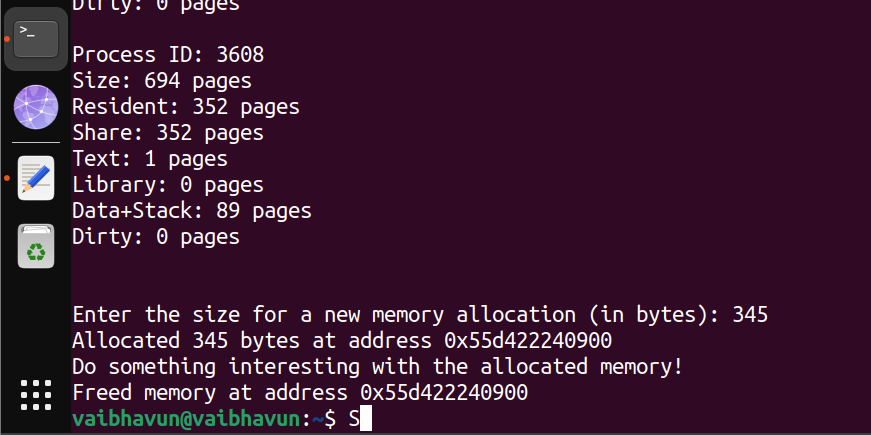 Dirty: 0 pages
Process ID: 3608
Size: 694 pages
Resident: 352 pages
Share: 352 pages
Text: 1 pages
Library: 0 pages
Data+Stack: 89 pages
Dirty: 0 pages
Enter the size for a new memory allocation (in bytes): 345
Allocated 345 bytes at address 0x55d422240900
Do something interesting with the allocated memory!
Freed memory at address 0x55d422240900
vaibhavun@vaibhavun:~$ S